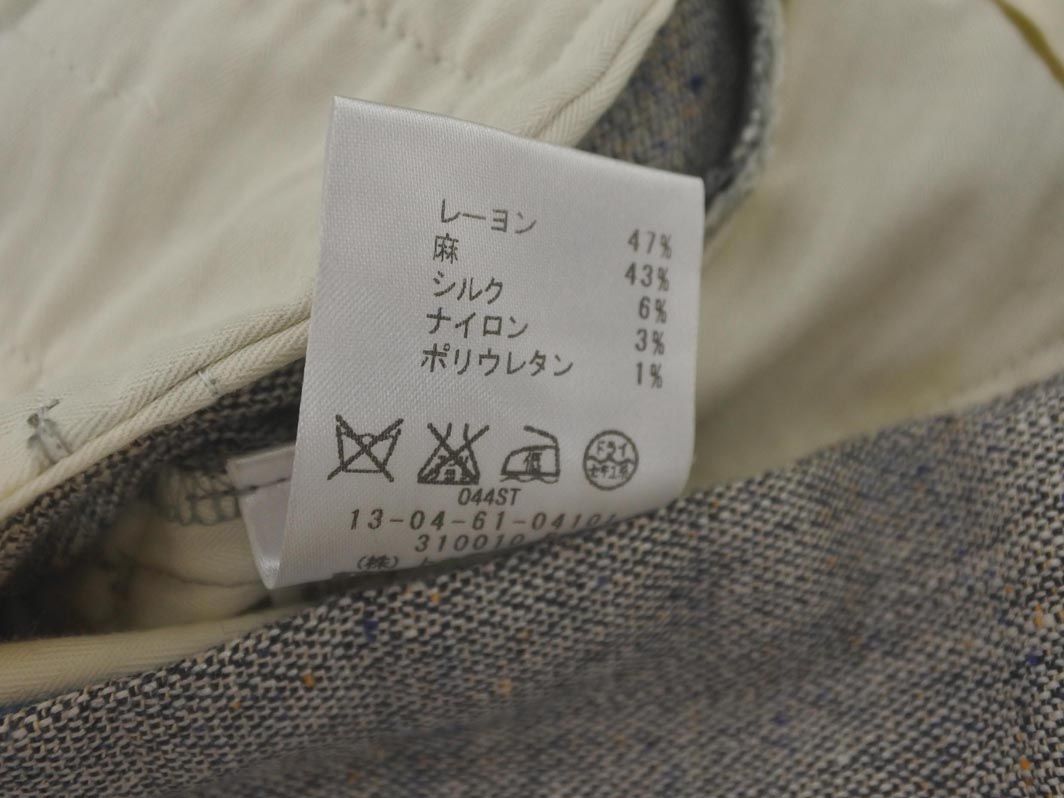 レーヨン 47%
麻 43%
シルク 6%
ナイロン 3%
ポリウレタン 1%
低 ドライ
044ST
13-04-61-0410
310010
(株)